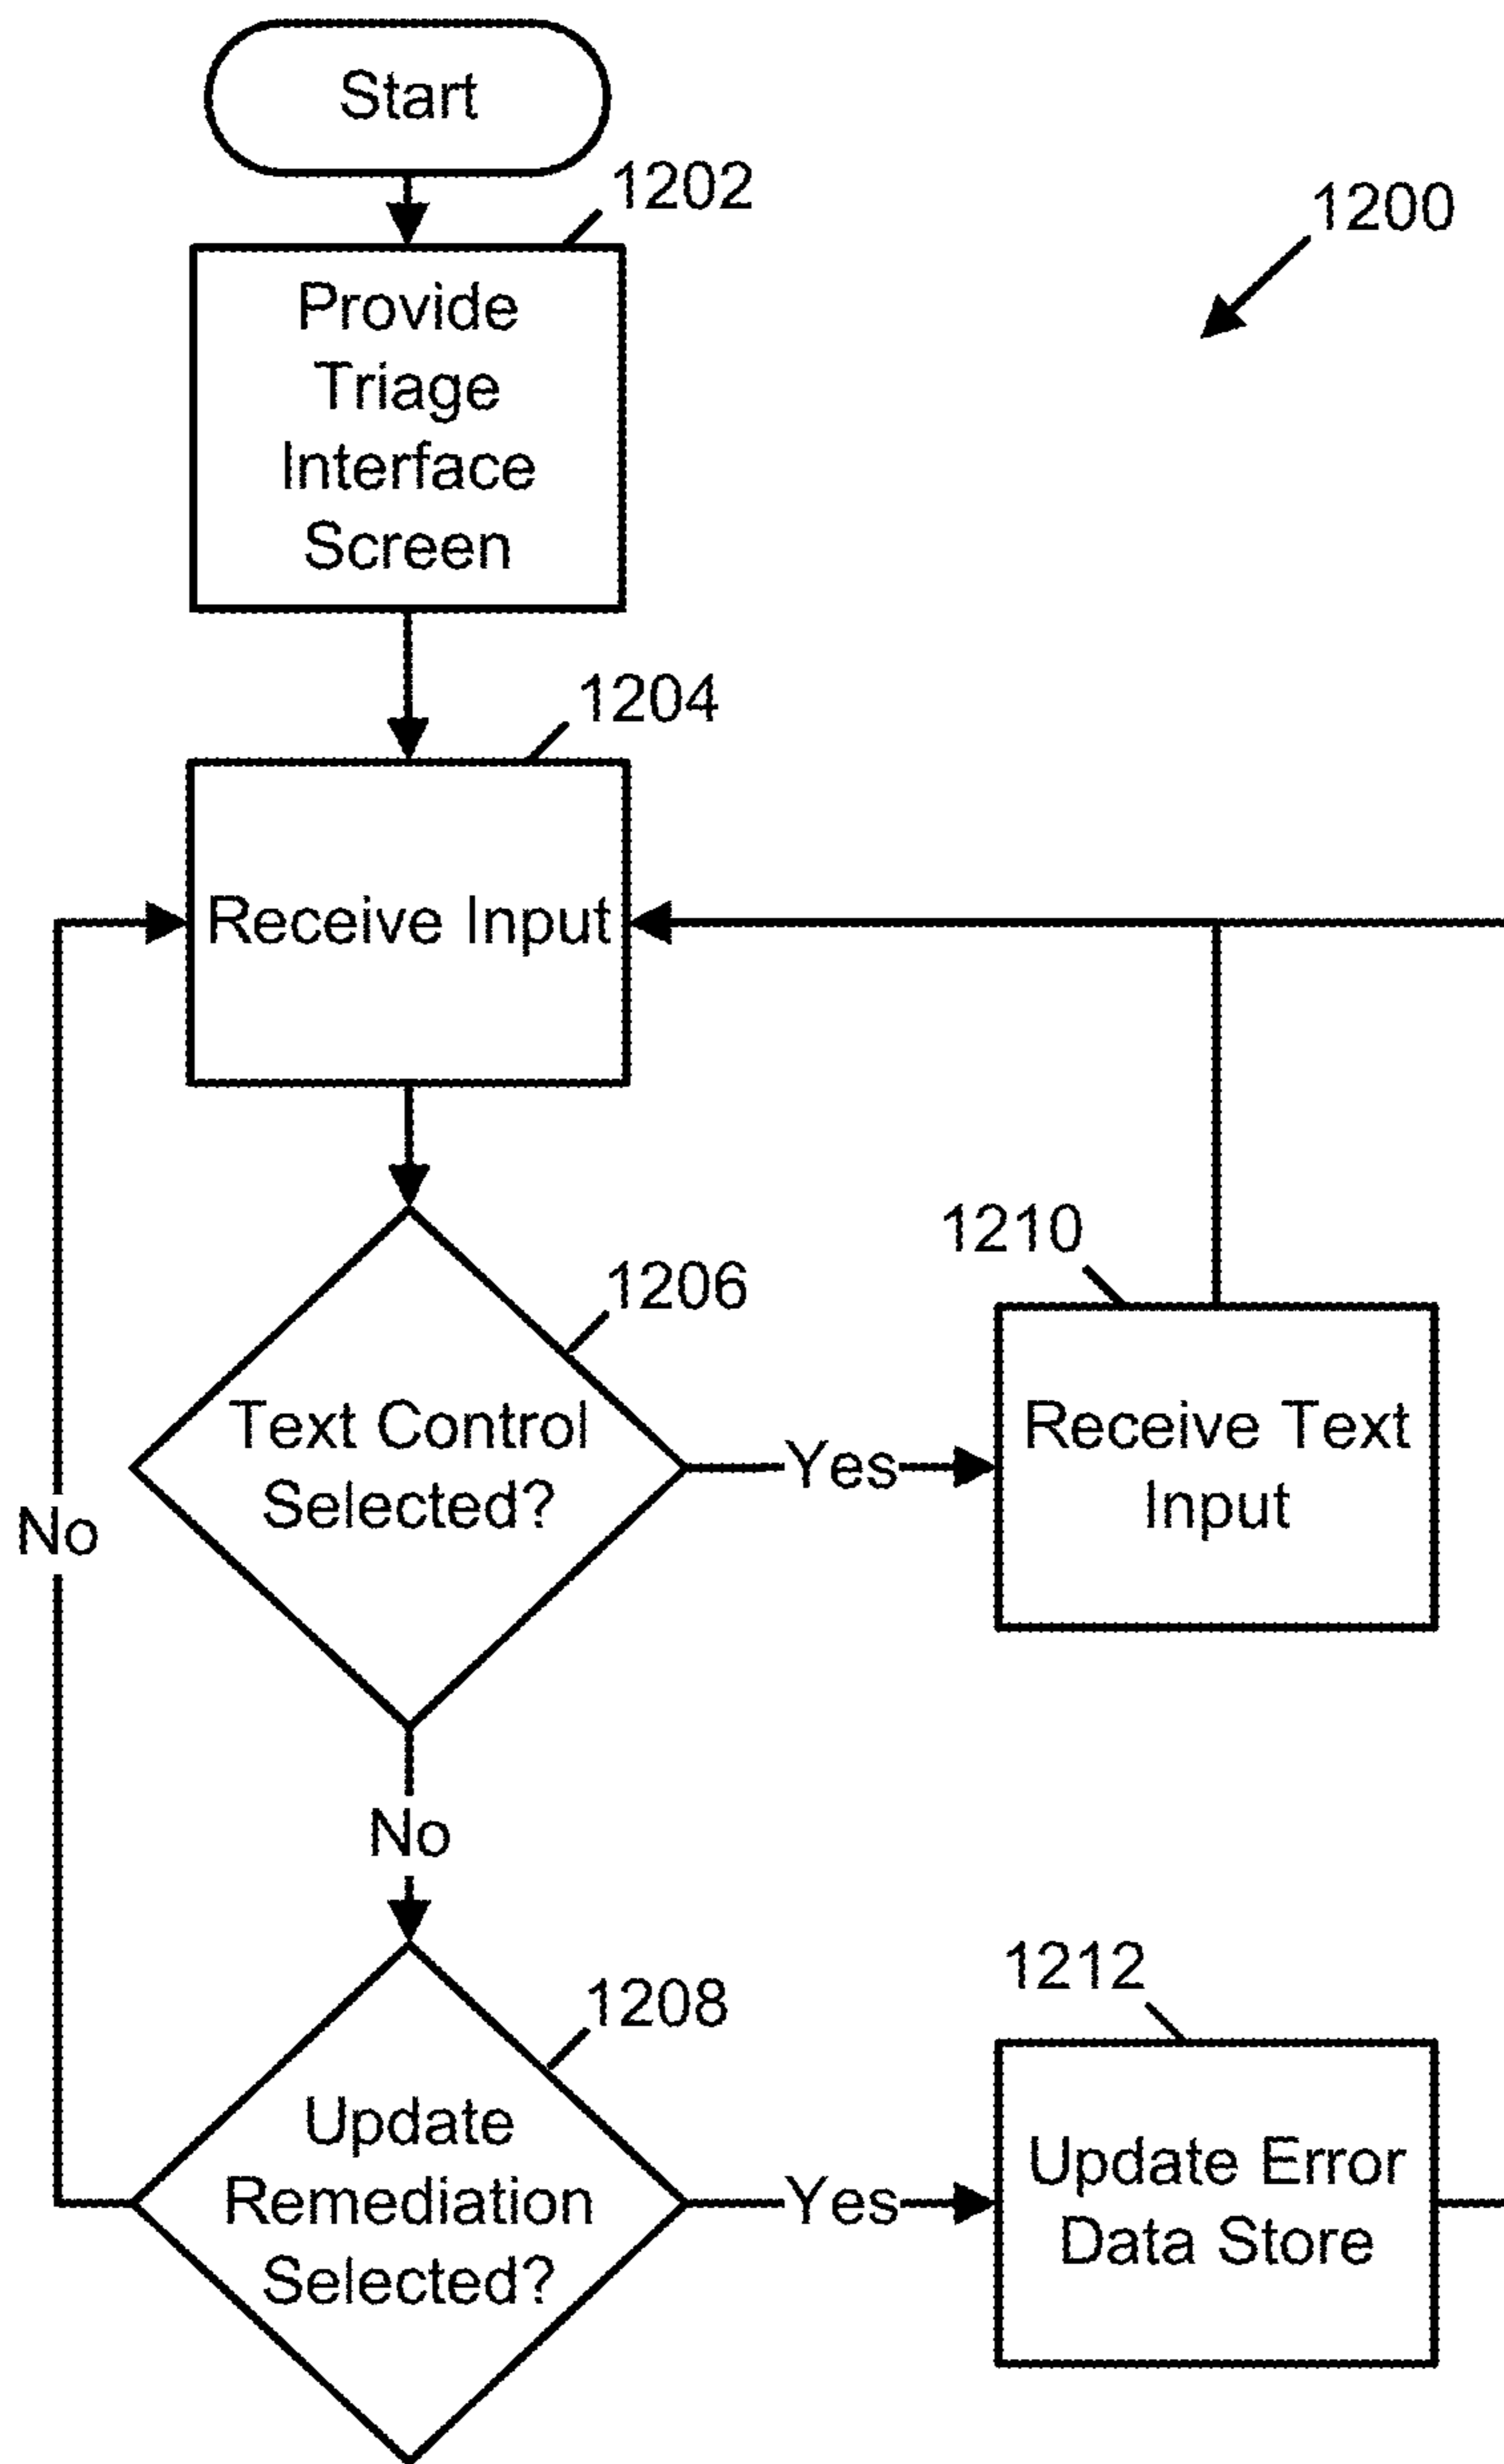 Start
1202
1200
Provide
Triage
Interface
Screen
1204
Receive Input
1206
Text Control
Selected?
Yes
1210
Receive Text
Input
No
No
1208
Update
Remediation
Selected?
Yes
1212
Update Error
Data Store